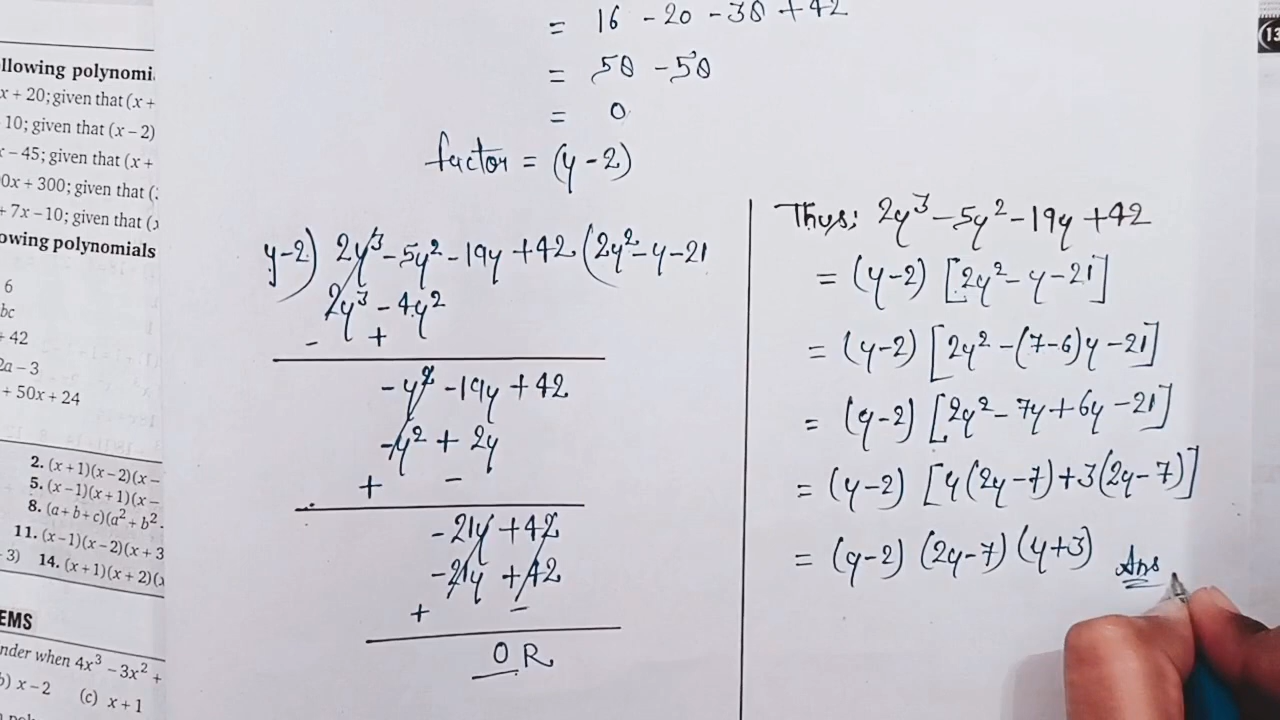 = 16 - 20 - 38 + 42
= 58 - 58
= 0
factor = (y - 2)
y-2) 2y³ - 5y² - 19y + 42 (2y² - y - 21
2y³ - 4y²
- +
- y² - 19y + 42
- y² + 2y
+ -
- 21y + 42
- 21y + 42
+ -
0 R
Thus: 2y³ - 5y² - 19y + 42
= (y-2) [2y² - y - 21]
= (y-2) [2y² - (7-6)y - 21]
= (y-2) [2y² - 7y + 6y - 21]
= (y-2) [y(2y-7)+3(2y-7)]
= (y-2) (2y-7) (y+3) Ans
llowing polynomi
x + 20; given that (x +
10; given that (x – 2)
– 45; given that (x +
0x + 300; given that (
+ 7x – 10; given that (
owing polynomials
6
bc
+ 42
2a – 3
+ 50x + 24
2. (x + 1)(x – 2)(x –
5. (x – 1)(x + 1)(x –
8. (a + b + c)(a² + b²
11. (x – 1)(x – 2)(x + 3
3) 14. (x + 1)(x + 2)(
EMS
nder when 4x³ – 3x² +
) x – 2 (c) x + 1
13